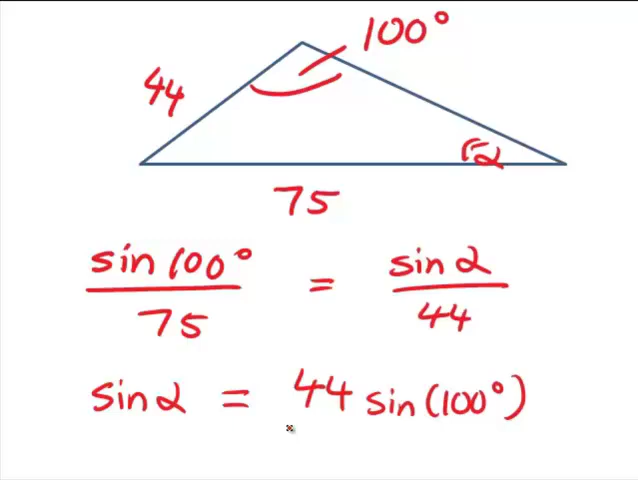 100°
44
α
75
sin 100° / 75 = sin α / 44
sin α = 44 sin (100°)